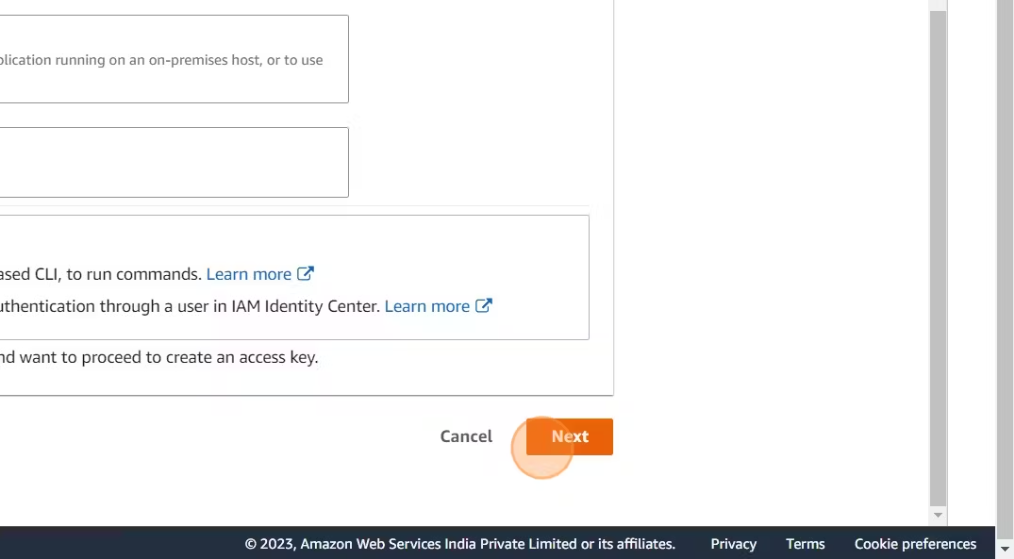 plication running on an on-premises host, or to use
ased CLI, to run commands. Learn more
uthentication through a user in IAM Identity Center. Learn more
nd want to proceed to create an access key.
Cancel Next
© 2023, Amazon Web Services India Private Limited or its affiliates. Privacy Terms Cookie preferences